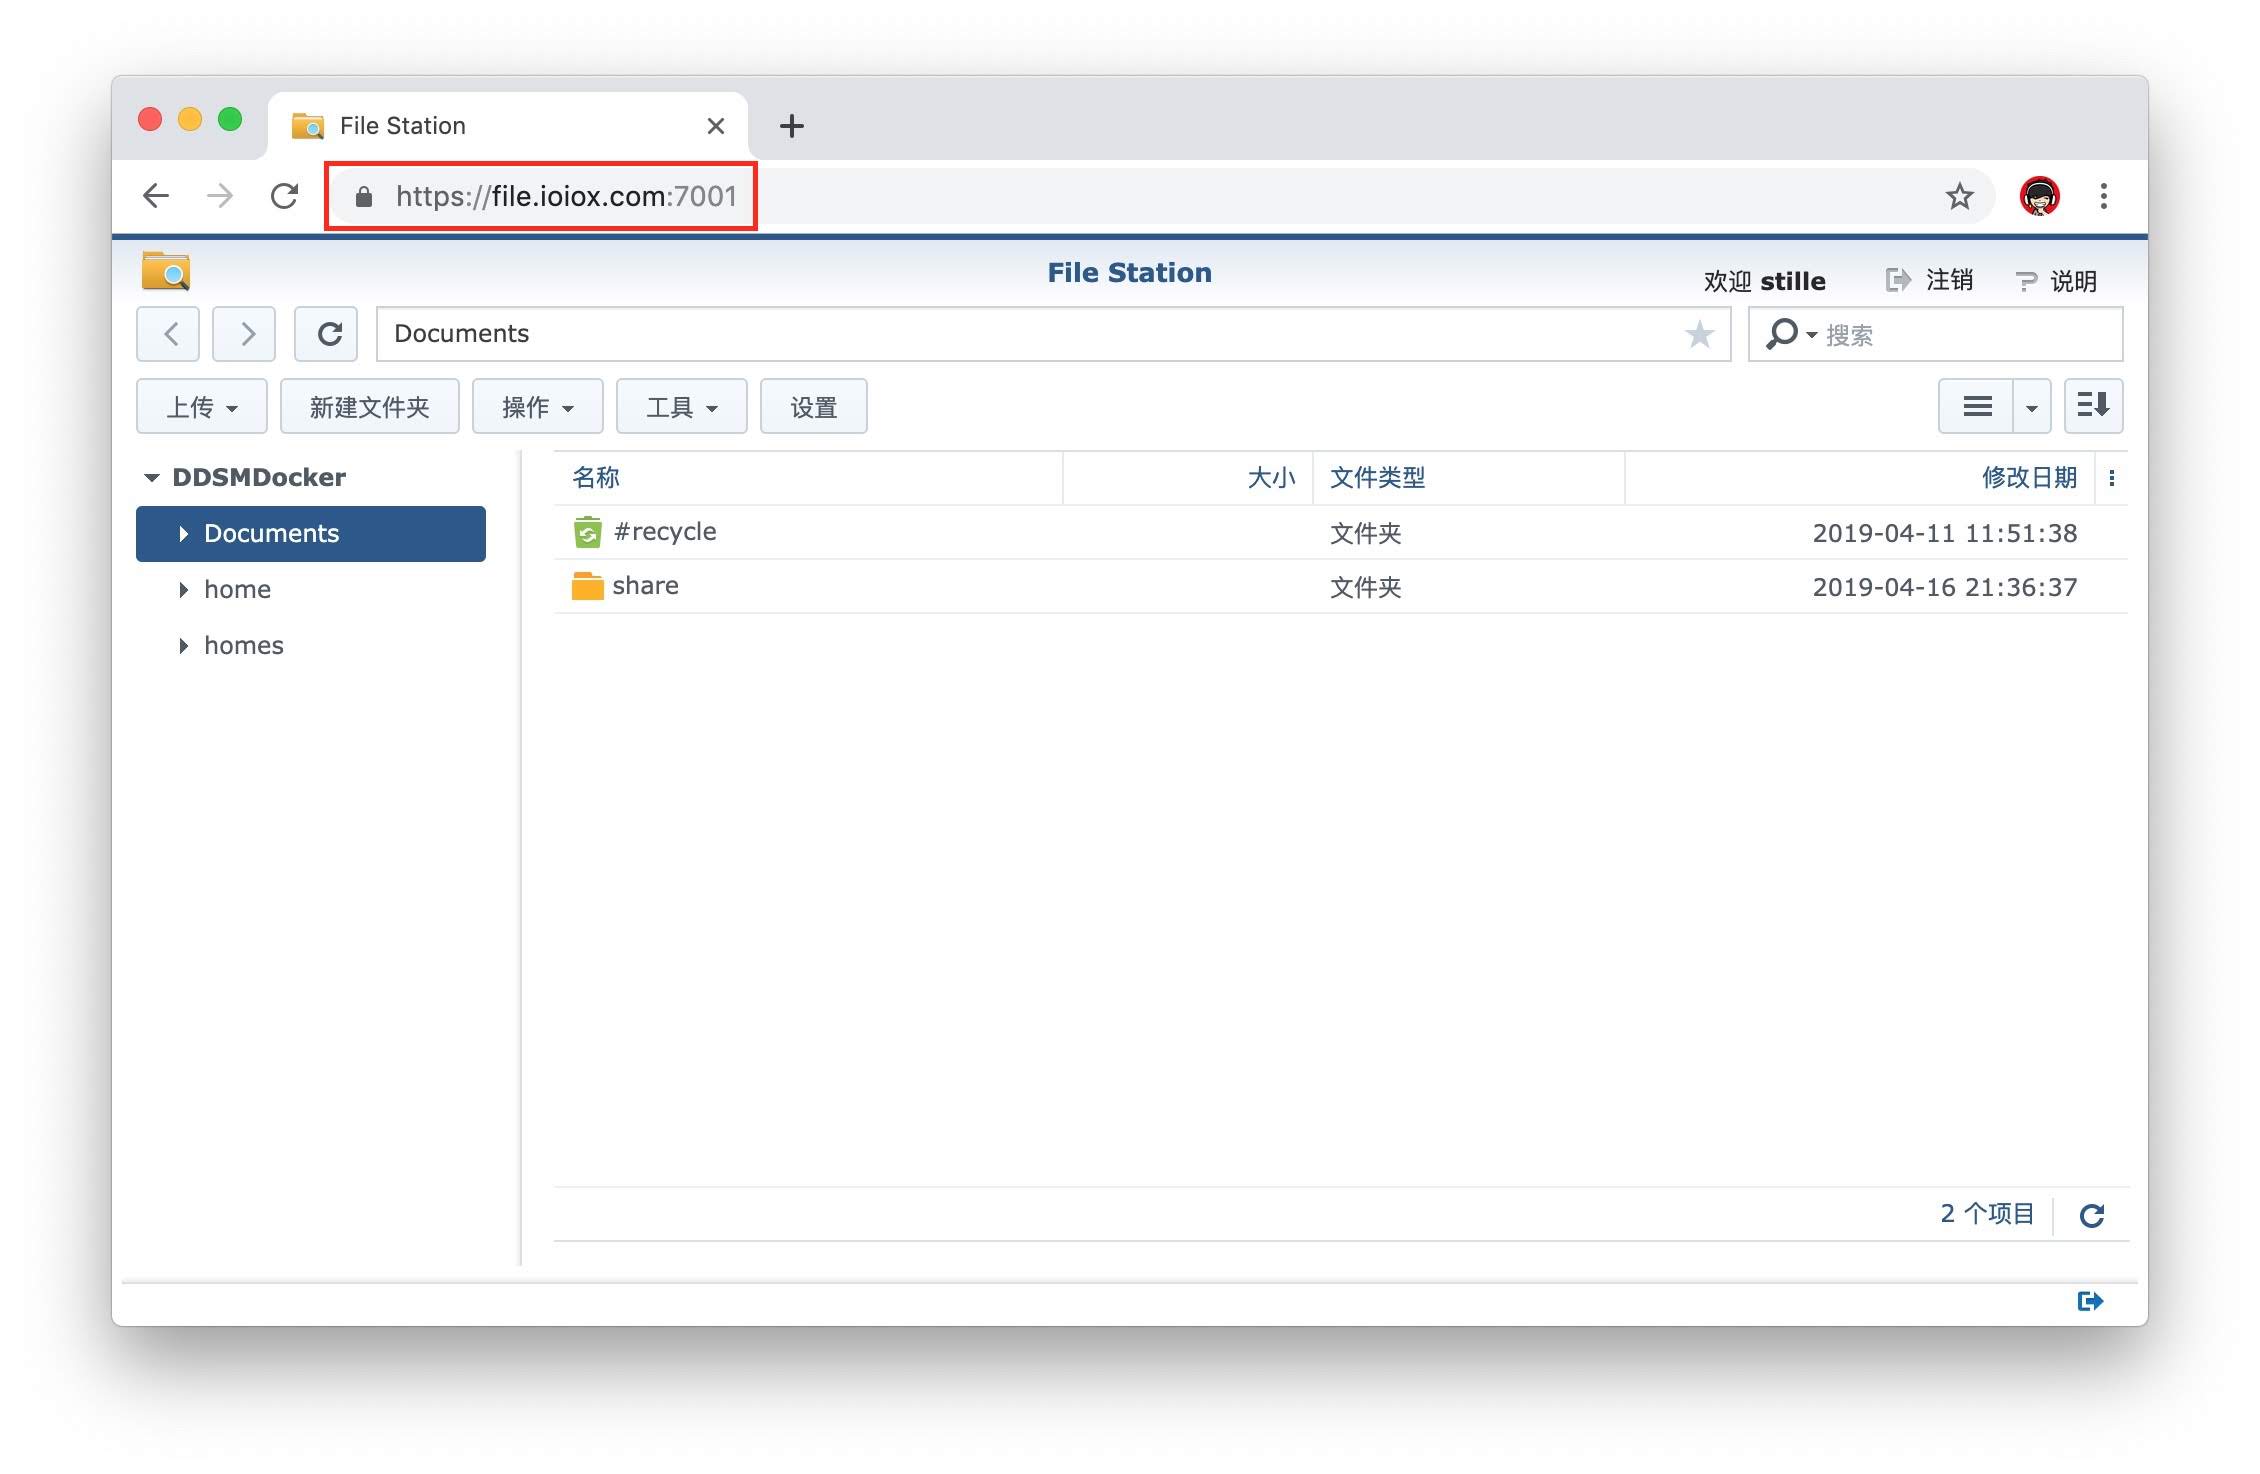 File Station
https://file.ioiox.com:7001
File Station
欢迎 stille 注销 说明
Documents 搜索
上传 新建文件夹 操作 工具 设置
DDSMDocker
Documents
home
homes
名称 大小 文件类型 修改日期
#recycle 文件夹 2019-04-11 11:51:38
share 文件夹 2019-04-16 21:36:37
2 个项目